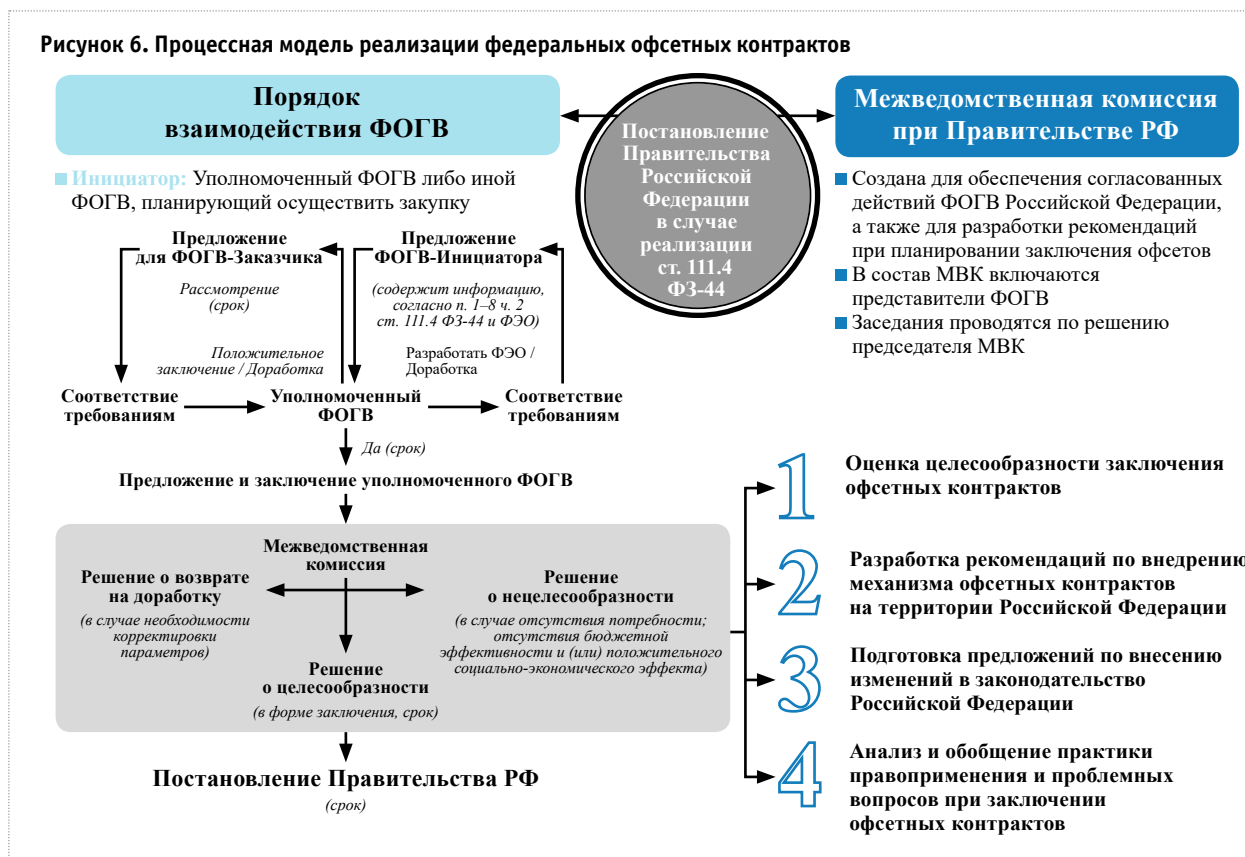 Рисунок 6. Процессная модель реализации федеральных офсетных контрактов
Порядок
взаимодействия ФОГВ
Инициатор: Уполномоченный ФОГВ либо иной
ФОГВ, планирующий осуществить закупку
Постановление
Правительства
Российской
Федерации
в случае
реализации
ст. 111.4
ФЗ-44
Межведомственная комиссия
при Правительстве РФ
Создана для обеспечения согласованных
действий ФОГВ Российской Федерации,
а также для разработки рекомендаций
при планировании заключения офсетов
В состав МВК включаются
представители ФОГВ
Заседания проводятся по решению
председателя МВК
Предложение
для ФОГВ-Заказчика
Рассмотрение
(срок)
Положительное
заключение / Доработка
Предложение
ФОГВ-Инициатора
(содержит информацию,
согласно п. 1–8 ч. 2
ст. 111.4 ФЗ-44 и ФЭО)
Разработать ФЭО /
Доработка
Соответствие
требованиям
Уполномоченный
ФОГВ
Соответствие
требованиям
Да (срок)
Предложение и заключение уполномоченного ФОГВ
Межведомственная
комиссия
Решение о возврате
на доработку
(в случае необходимости
корректировки
параметров)
Решение
о нецелесообразности
(в случае отсутствия потребности;
отсутствия бюджетной
эффективности и (или) положительного
социально-экономического эффекта)
Решение
о целесообразности
(в форме заключения, срок)
Постановление Правительства РФ
(срок)
1
Оценка целесообразности заключения
офсетных контрактов
2
Разработка рекомендаций по внедрению
механизма офсетных контрактов
на территории Российской Федерации
3
Подготовка предложений по внесению
изменений в законодательство
Российской Федерации
4
Анализ и обобщение практики
правоприменения и проблемных
вопросов при заключении
офсетных контрактов